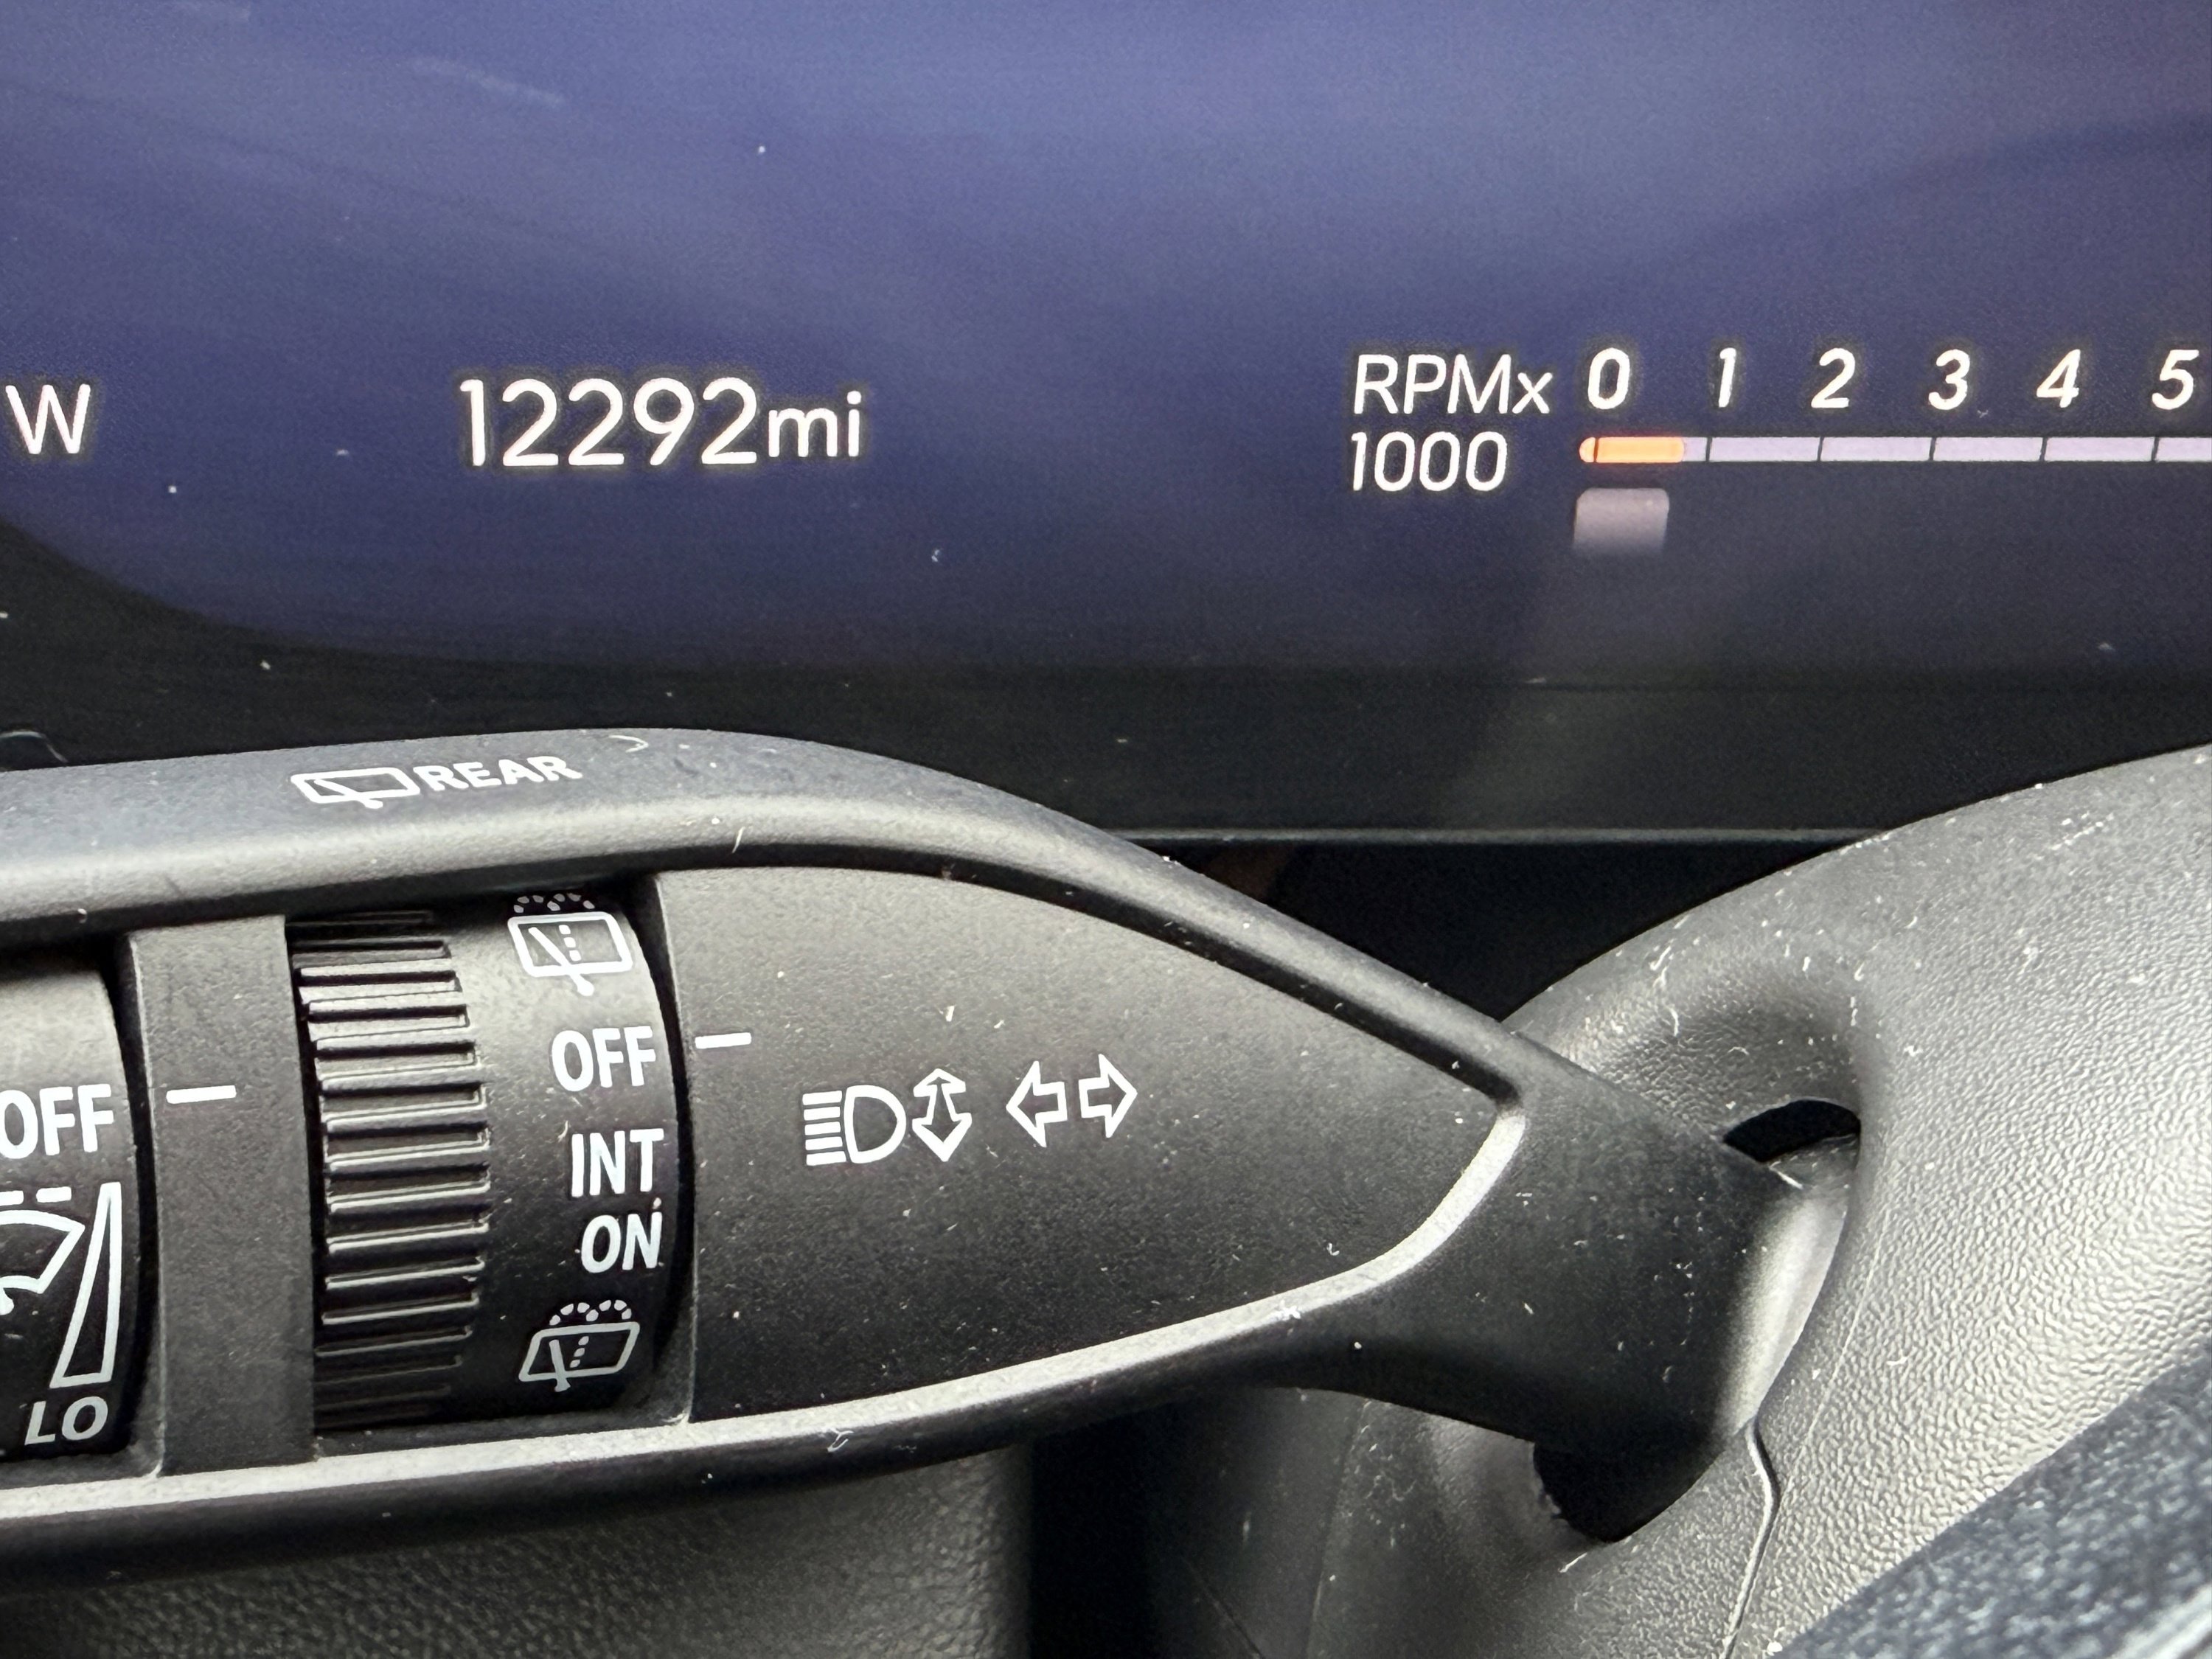 W
12292mi
RPMx 0 1 2 3 4 5
1000
REAR
OFF
INT
ON
OFF
LO